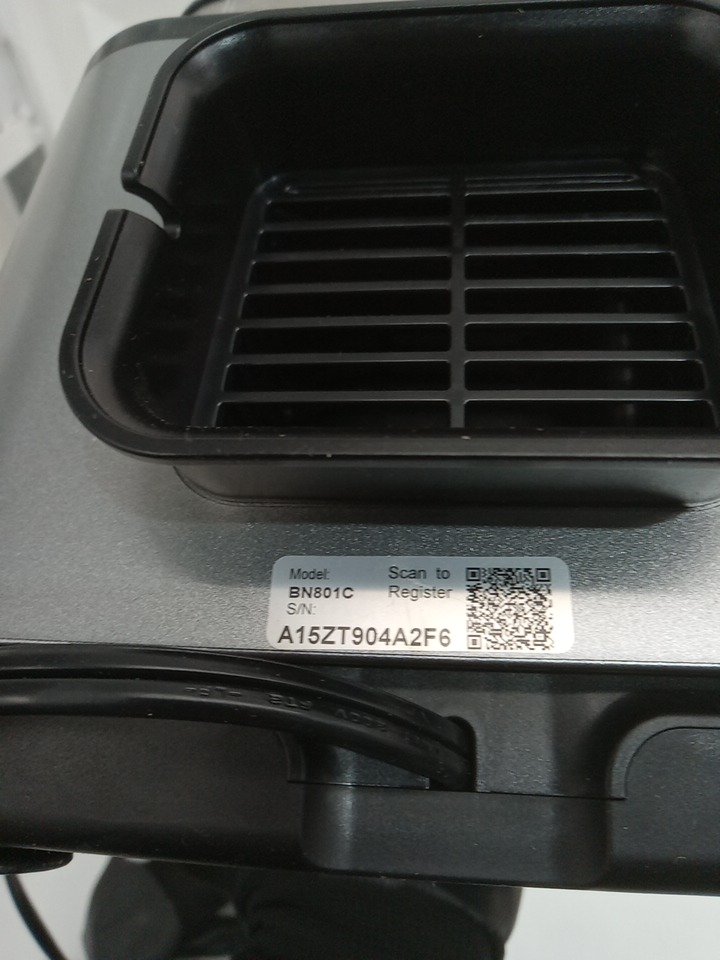 Model:
BN801C
S/N:
Scan to
Register
A15ZT904A2F6